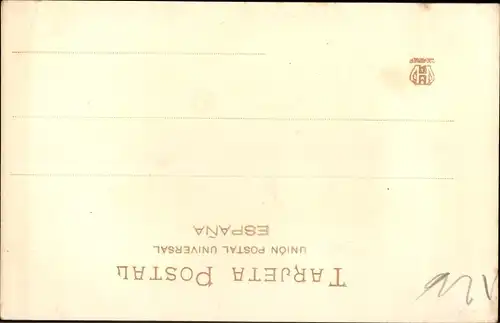 TARJETA POSTAL
UNIÓN POSTAL UNIVERSAL
ESPAÑA